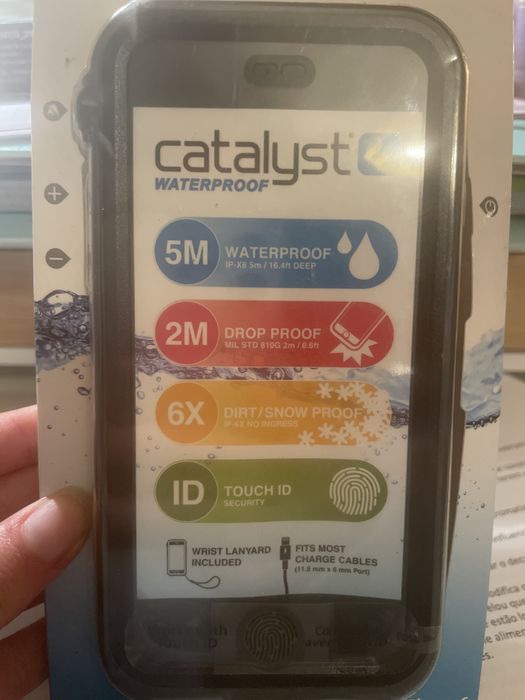 catalyst
WATERPROOF
5M
WATERPROOF
IP-X8 5m / 16.4ft DEEP
2M
DROP PROOF
MIL STD 810G 2m / 6.6ft
6X
DIRT/SNOW PROOF
IP-6X NO INGRESS
ID
TOUCH ID
SECURITY
WRIST LANYARD
INCLUDED
FITS MOST
CHARGE CABLES
(11.5 mm x 6 mm Port)
Touch ID